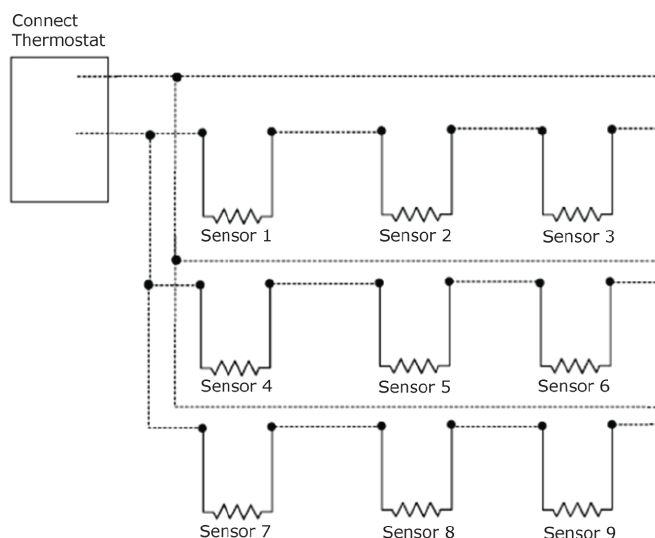 Connect
Thermostat
Sensor 1
Sensor 2
Sensor 3
Sensor 4
Sensor 5
Sensor 6
Sensor 7
Sensor 8
Sensor 9